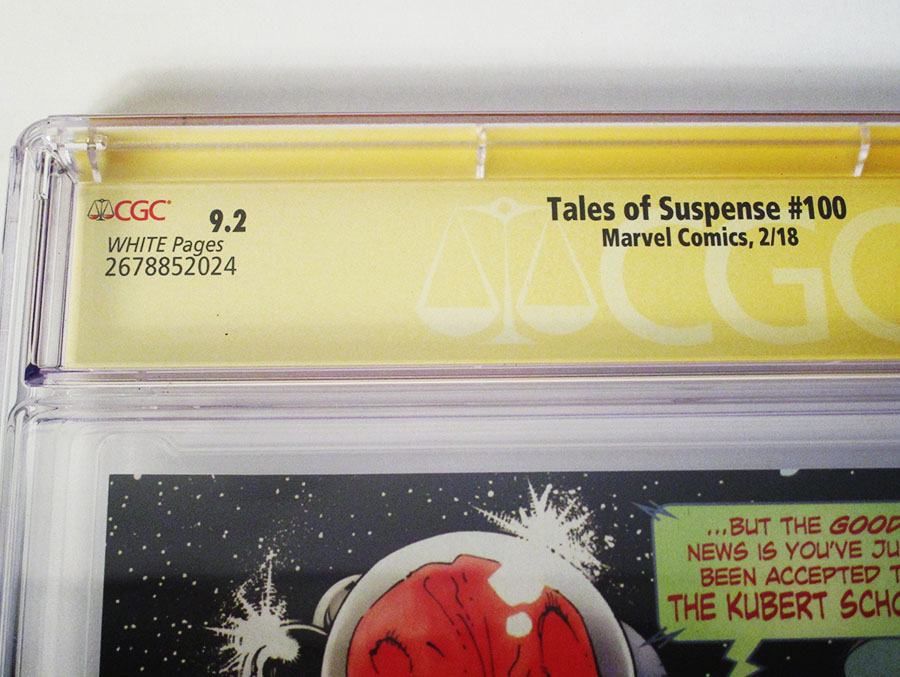 CGC
9.2
WHITE Pages
2678852024
Tales of Suspense #100
Marvel Comics, 2/18
CGC
...BUT THE GOOD
NEWS IS YOU'VE JU
BEEN ACCEPTED T
THE KUBERT SCHO